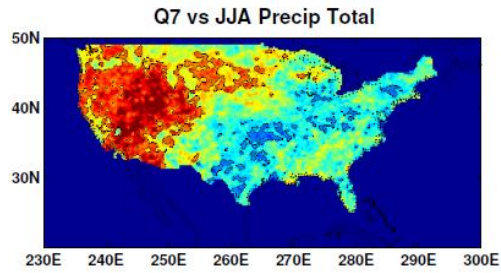 Q7 vs JJA Precip Total
50N
40N
30N
230E 240E 250E 260E 270E 280E 290E 300E